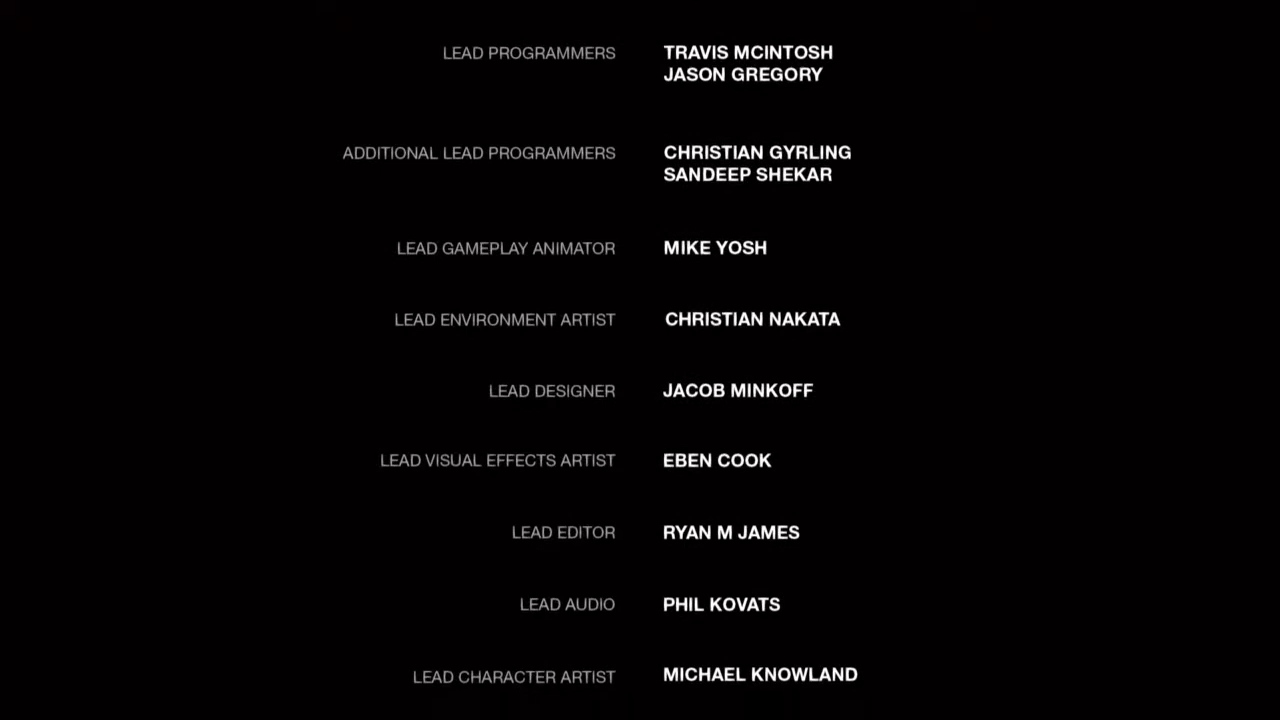 LEAD PROGRAMMERS TRAVIS MCINTOSH
JASON GREGORY
ADDITIONAL LEAD PROGRAMMERS CHRISTIAN GYRLING
SANDEEP SHEKAR
LEAD GAMEPLAY ANIMATOR MIKE YOSH
LEAD ENVIRONMENT ARTIST CHRISTIAN NAKATA
LEAD DESIGNER JACOB MINKOFF
LEAD VISUAL EFFECTS ARTIST EBEN COOK
LEAD EDITOR RYAN M JAMES
LEAD AUDIO PHIL KOVATS
LEAD CHARACTER ARTIST MICHAEL KNOWLAND